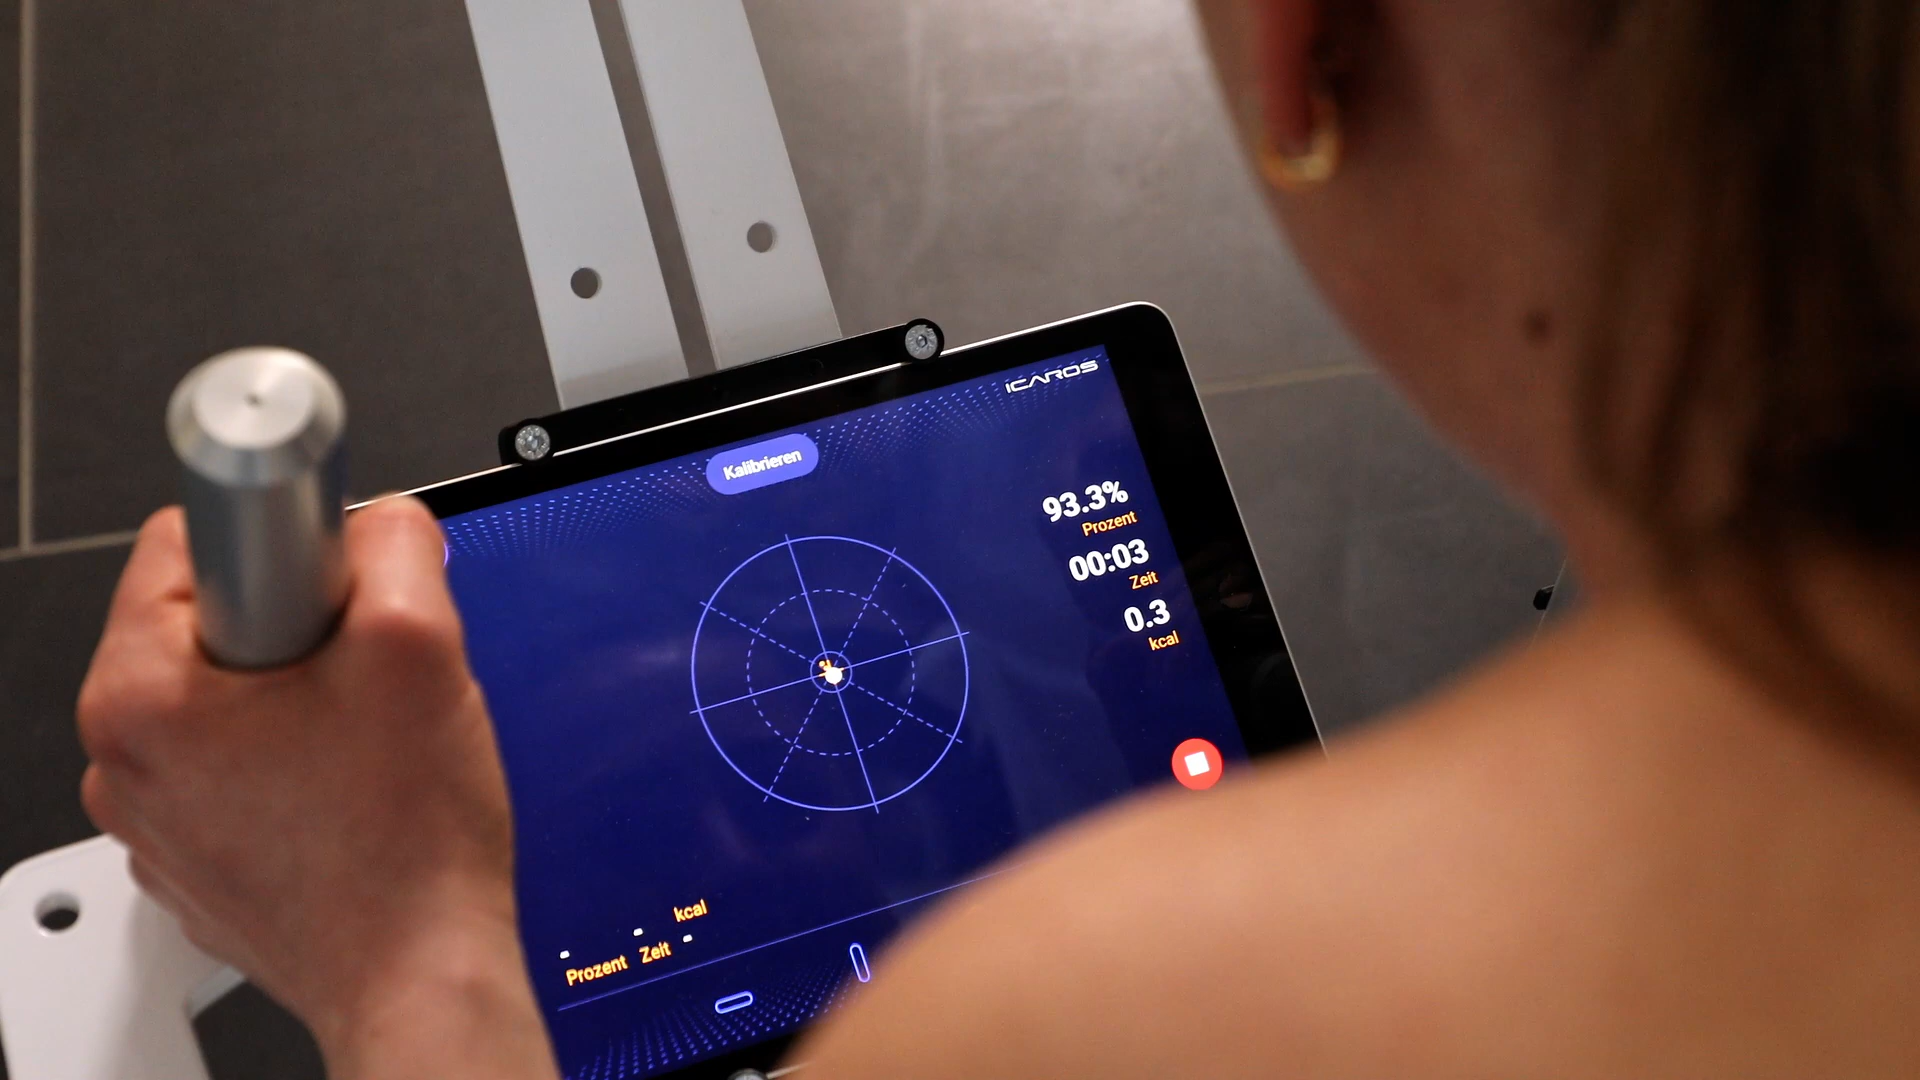 ICAROS
Kalibrieren
93.3%
Prozent
00:03
Zeit
0.3
kcal
- - -
Prozent Zeit kcal